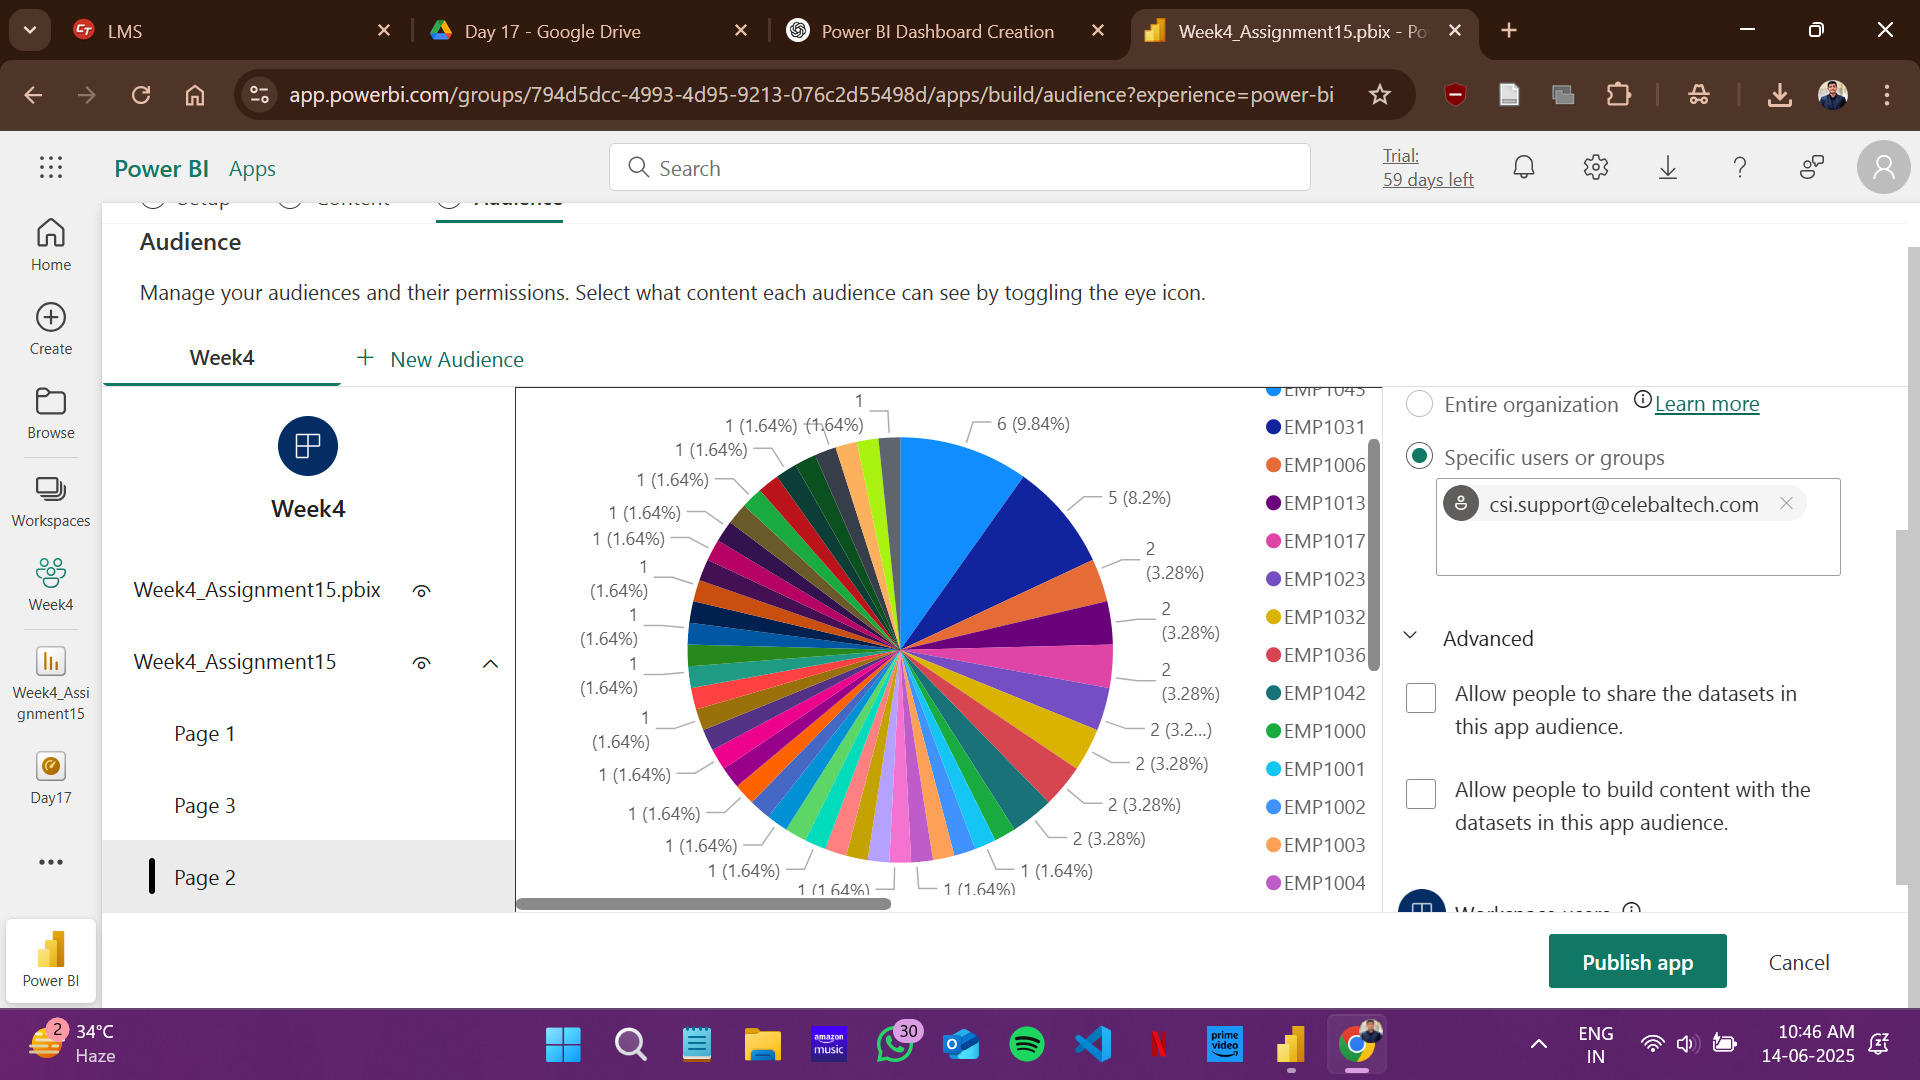 LMS
Day 17 - Google Drive
Power BI Dashboard Creation
Week4_Assignment15.pbix - Po
app.powerbi.com/groups/794d5dcc-4993-4d95-9213-076c2d55498d/apps/build/audience?experience=power-bi
Power BI Apps
Search
Trial:
59 days left
Setup
Content
Audience
Home
Create
Browse
Workspaces
Week4
Week4_Assi
gnment15
Day17
Power BI
Audience
Manage your audiences and their permissions. Select what content each audience can see by toggling the eye icon.
Week4
New Audience
Week4
Week4_Assignment15.pbix
Week4_Assignment15
Page 1
Page 3
Page 2
6 (9.84%)
5 (8.2%)
2
(3.28%)
2
(3.28%)
2
(3.28%)
2 (3.2...)
2 (3.28%)
2 (3.28%)
2 (3.28%)
1 (1.64%)
1 (1.64%)
1 (1.64%)
1 (1.64%)
1 (1.64%)
1 (1.64%)
1 (1.64%)
1
(1.64%)
1
(1.64%)
1
(1.64%)
1
(1.64%)
1 (1.64%)
1 (1.64%)
1 (1.64%)
1 (1.64%)
1 (1.64%)
1
(1.64%)
EMP1043
EMP1031
EMP1006
EMP1013
EMP1017
EMP1023
EMP1032
EMP1036
EMP1042
EMP1000
EMP1001
EMP1002
EMP1003
EMP1004
Entire organization
Learn more
Specific users or groups
csi.support@celebaltech.com
Advanced
Allow people to share the datasets in
this app audience.
Allow people to build content with the
datasets in this app audience.
Workspace users
Publish app
Cancel
2
34°C
Haze
amazon
music
30
prime
video
ENG
IN
10:46 AM
14-06-2025